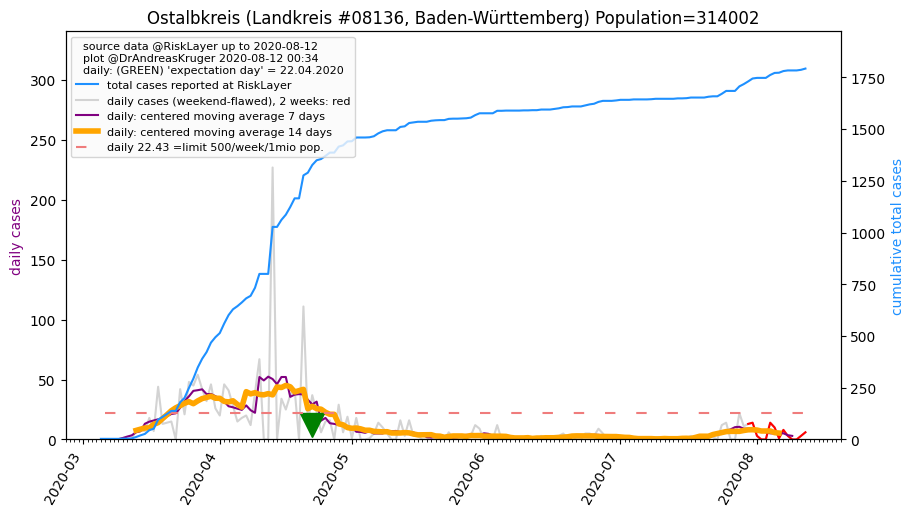 Ostalbkreis (Landkreis #08136, Baden-Württemberg) Population=314002
source data @RiskLayer up to 2020-08-12
plot @DrAndreasKruger 2020-08-12 00:34
daily: (GREEN) 'expectation day' = 22.04.2020
total cases reported at RiskLayer
daily cases (weekend-flawed), 2 weeks: red
daily: centered moving average 7 days
daily: centered moving average 14 days
daily 22.43 =limit 500/week/1mio pop.
daily cases
300
250
200
150
100
50
0
cumulative total cases
1750
1500
1250
1000
750
500
250
0
2020-03
2020-04
2020-05
2020-06
2020-07
2020-08